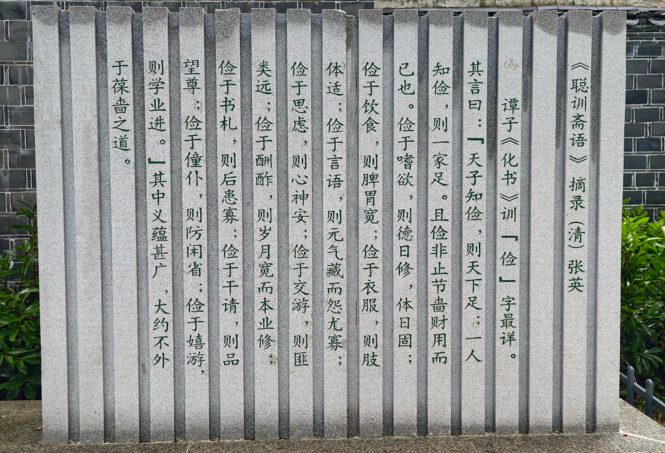 《聪训斋语》摘录（清）张英
谭子《化书》训「俭」字最详。
其言曰：「天子知俭，则天下足；一人
知俭，则一家足。且俭非止节啬财用而
已也。俭于嗜欲，则德日修，体日固；
俭于饮食，则脾胃宽；俭于衣服，则肢
体适；俭于言语，则元气藏而怨尤寡；
俭于思虑，则心神安；俭于交游，则匪
类远；俭于酬酢，则岁月宽而本业修；
俭于书札，则后患寡；俭于干请，则品
望尊；俭于僮仆，则防闲省；俭于嬉游，
则学业进。」其中义蕴甚广，大约不外
于葆啬之道。